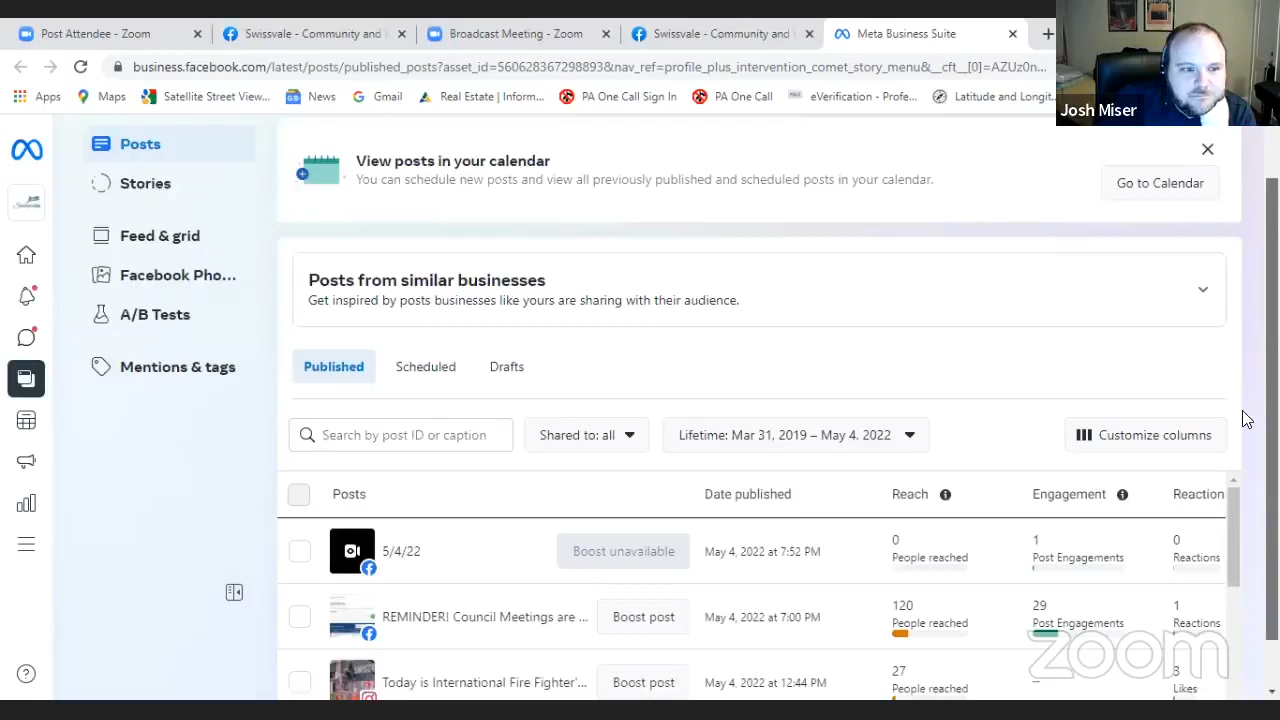 Post Attendee - Zoom
Swissvale - Community and
Broadcast Meeting - Zoom
Swissvale - Community and
Meta Business Suite
business.facebook.com/latest/posts/published_posts?asset_id=560628367298893&nav_ref=profile_plus_intervention_comet_story_menu&__cft__[0]=AZUz0n...
Apps
Maps
Satellite Street View...
News
Gmail
Real Estate | Inform...
PA One Call Sign In
PA One Call
eVerification - Profe...
Latitude and Longit...
Josh Miser
Posts
Stories
Feed & grid
Facebook Pho...
A/B Tests
Mentions & tags
View posts in your calendar
You can schedule new posts and view all previously published and scheduled posts in your calendar.
Go to Calendar
Posts from similar businesses
Get inspired by posts businesses like yours are sharing with their audience.
Published Scheduled Drafts
Search by post ID or caption
Shared to: all
Lifetime: Mar 31, 2019 – May 4, 2022
Customize columns
Posts Date published Reach Engagement Reaction
5/4/22 Boost unavailable May 4, 2022 at 7:52 PM
0 1 0
People reached Post Engagements Reactions
REMINDER! Council Meetings are ... Boost post May 4, 2022 at 7:00 PM
120 29 1
People reached Post Engagements Reactions
Today is International Fire Fighter'... Boost post May 4, 2022 at 12:44 PM
27 – 3
People reached Likes
zoom